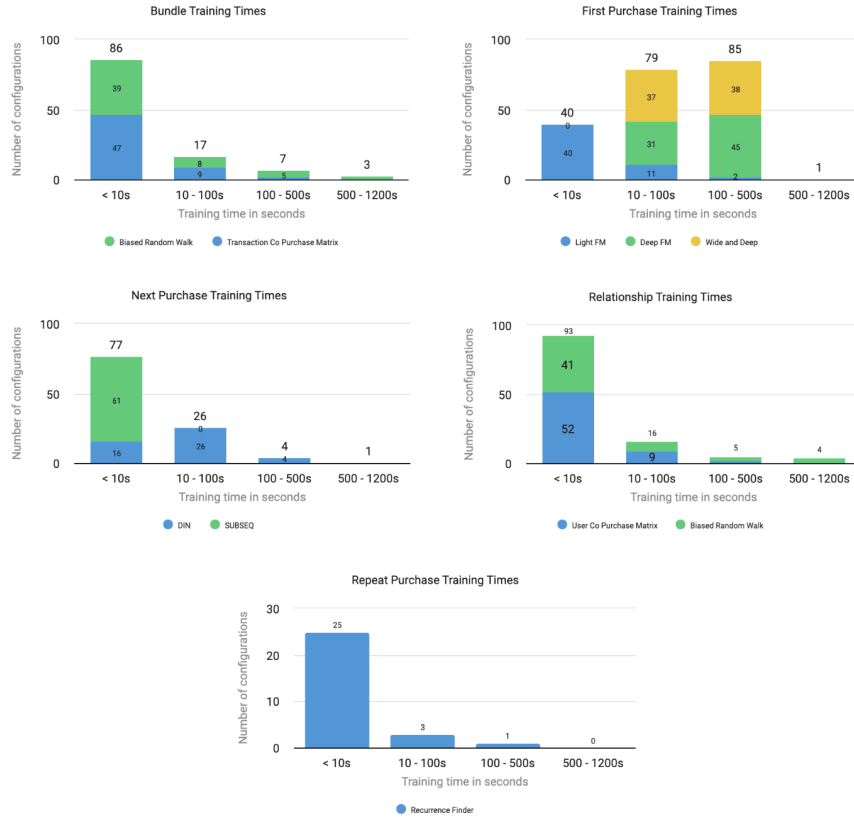 Bundle Training Times
Number of configurations
100
50
0
86
39
47
17
8
9
7
5
3
< 10s
10 - 100s
100 - 500s
500 - 1200s
Training time in seconds
Biased Random Walk
Transaction Co Purchase Matrix
First Purchase Training Times
Number of configurations
100
50
0
40
0
40
79
37
31
11
85
38
45
2
1
< 10s
10 - 100s
100 - 500s
500 - 1200s
Training time in seconds
Light FM
Deep FM
Wide and Deep
Next Purchase Training Times
Number of configurations
100
50
0
77
61
16
26
0
26
4
4
1
< 10s
10 - 100s
100 - 500s
500 - 1200s
Training time in seconds
DIN
SUBSEQ
Relationship Training Times
Number of configurations
100
50
0
93
41
52
16
9
5
4
< 10s
10 - 100s
100 - 500s
500 - 1200s
Training time in seconds
User Co Purchase Matrix
Biased Random Walk
Repeat Purchase Training Times
Number of configurations
30
20
10
0
25
3
1
0
< 10s
10 - 100s
100 - 500s
500 - 1200s
Training time in seconds
Recurrence Finder